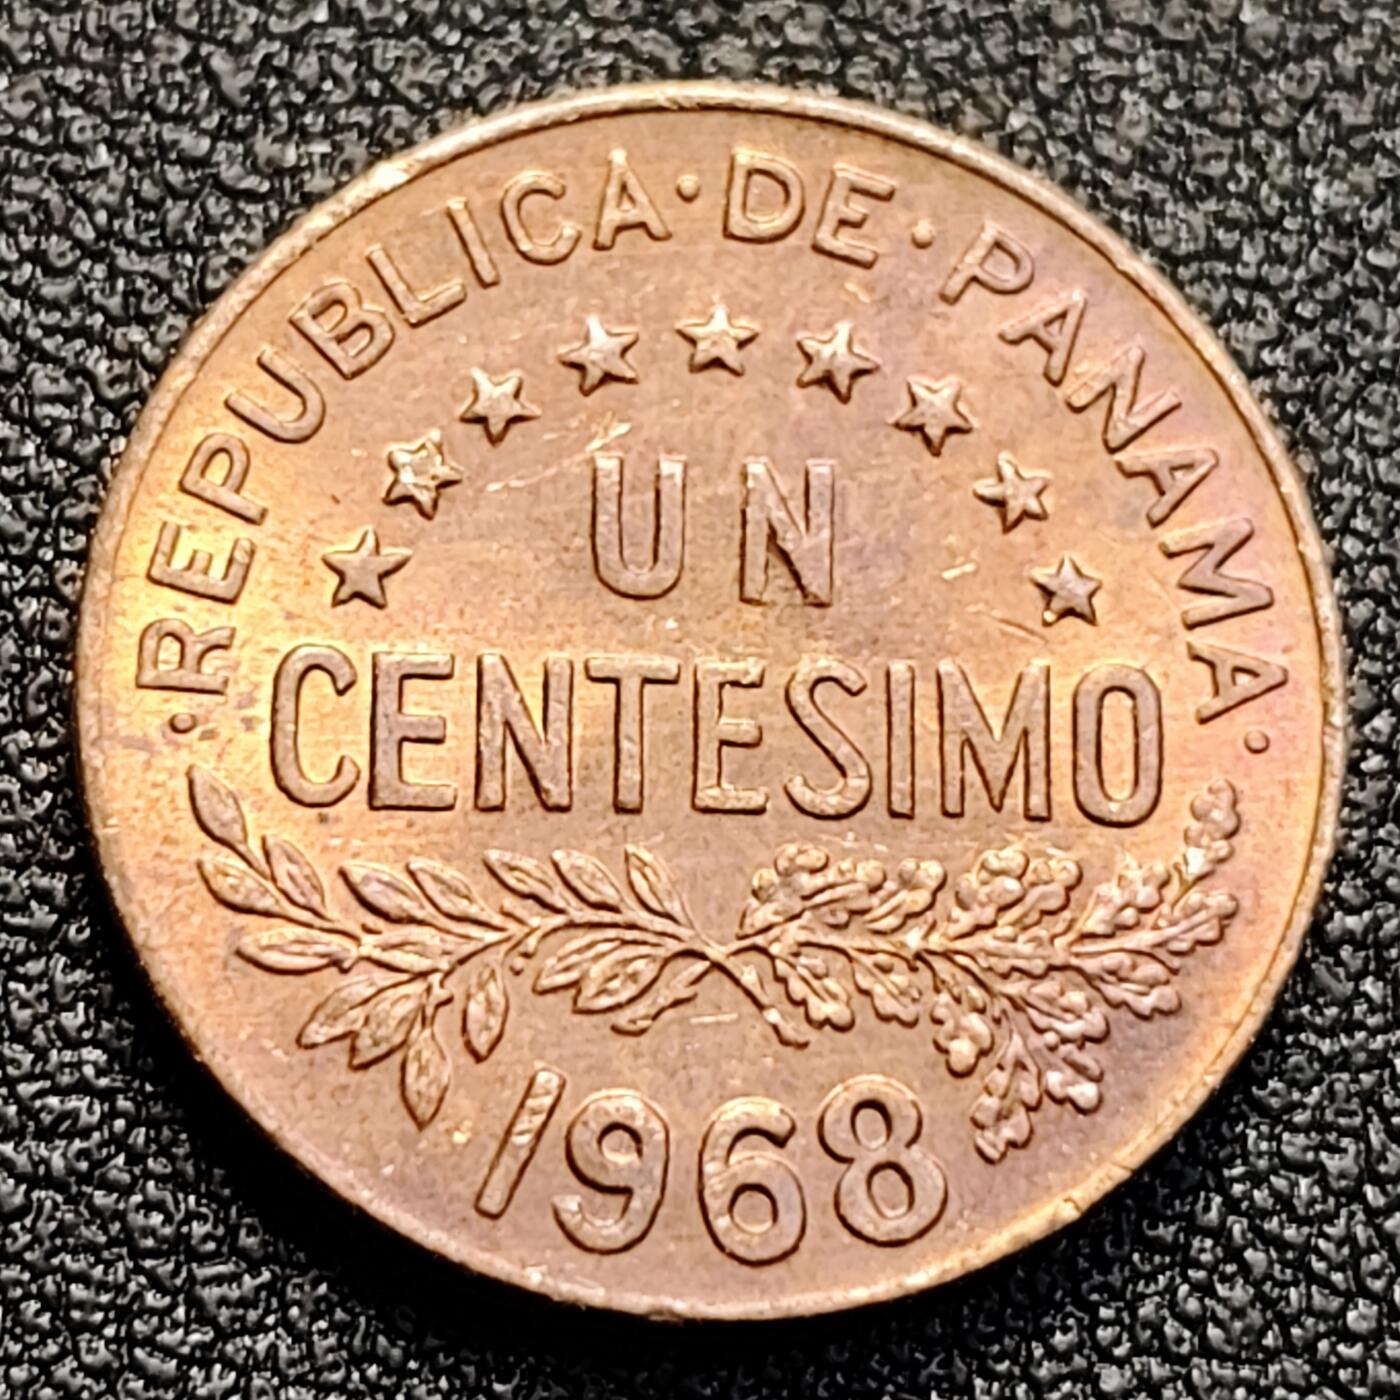 ·REPUBLICA·DE·PANAMA·
UN
CENTESIMO
1968